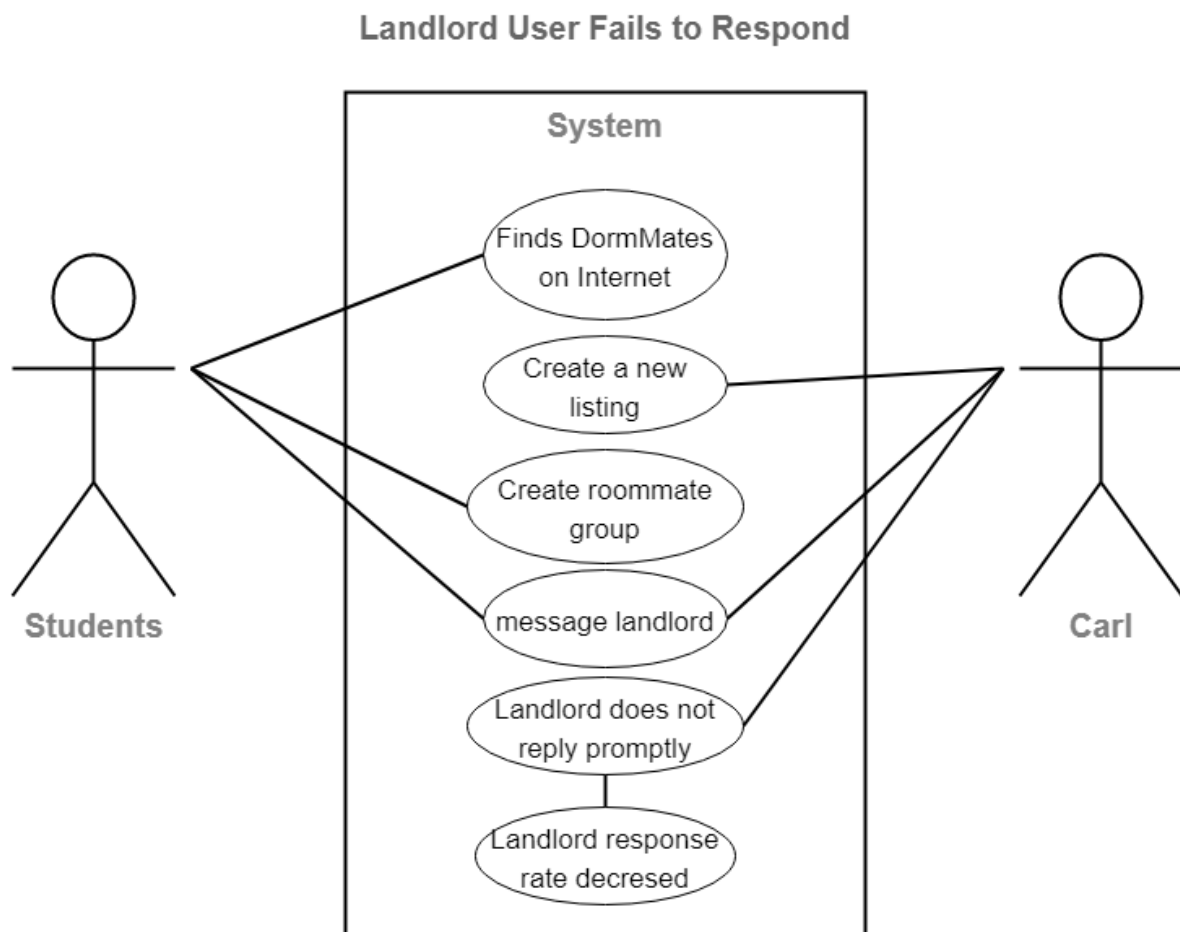 Landlord User Fails to Respond
System
Finds DormMates
on Internet
Create a new
listing
Create roommate
group
message landlord
Students
Carl
Landlord does not
reply promptly
Landlord response
rate decresed